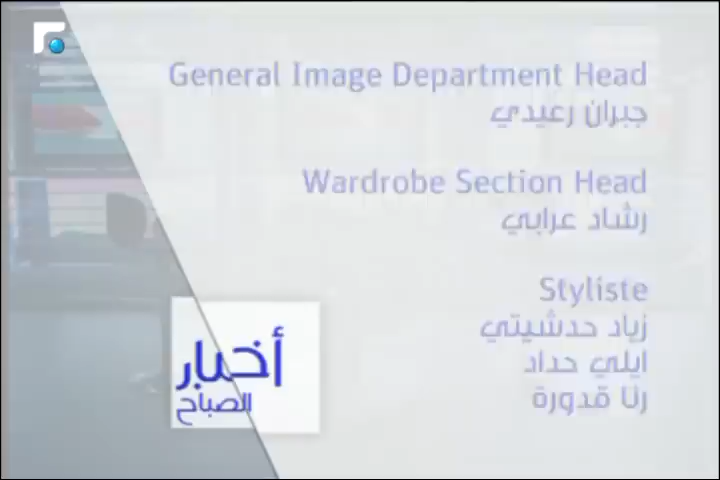 General Image Department Head
جبران رعيدي
Wardrobe Section Head
رشاد عرابي
Styliste
زياد حدشيتي
ايلي حداد
رنا قدورة
أخبار
الصباح